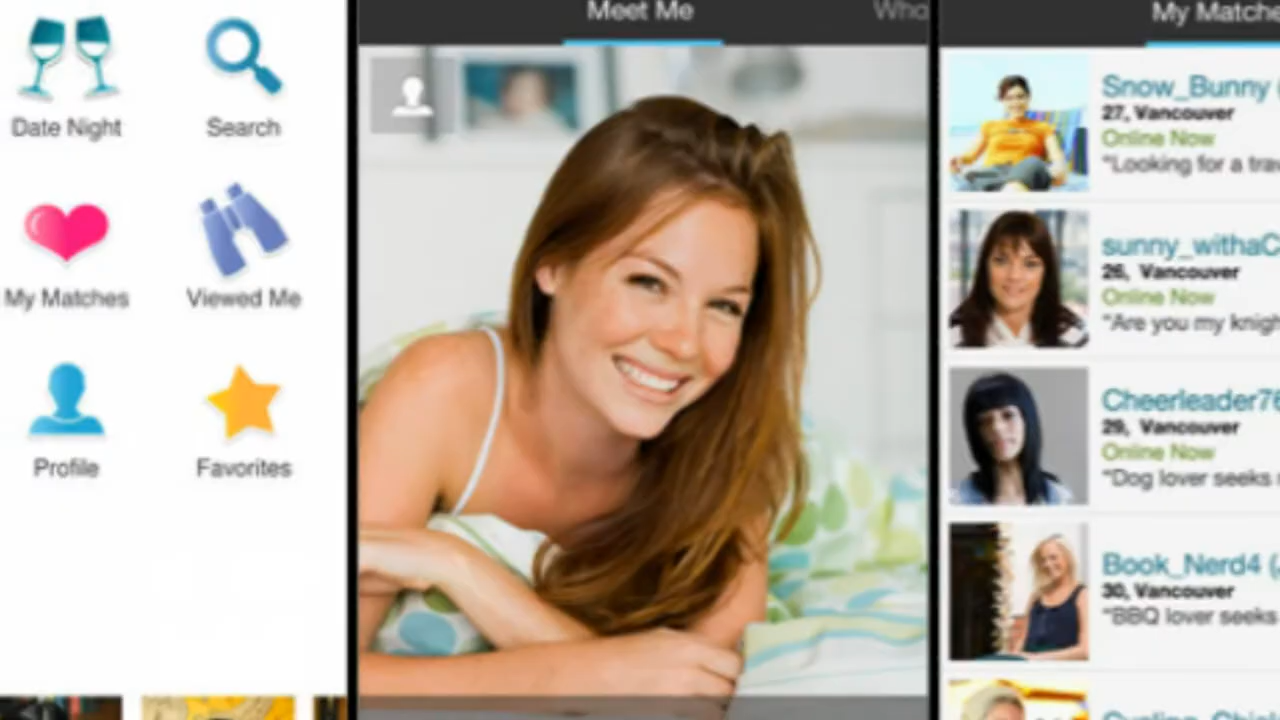 Date Night
Search
My Matches
Viewed Me
Profile
Favorites
Meet Me
Who
My Matche
Snow_Bunny (
27, Vancouver
Online Now
"Looking for a trav
sunny_withaC
26, Vancouver
Online Now
"Are you my knigh
Cheerleader76
29, Vancouver
Online Now
"Dog lover seeks
Book_Nerd4 (
30, Vancouver
"BBQ lover seeks